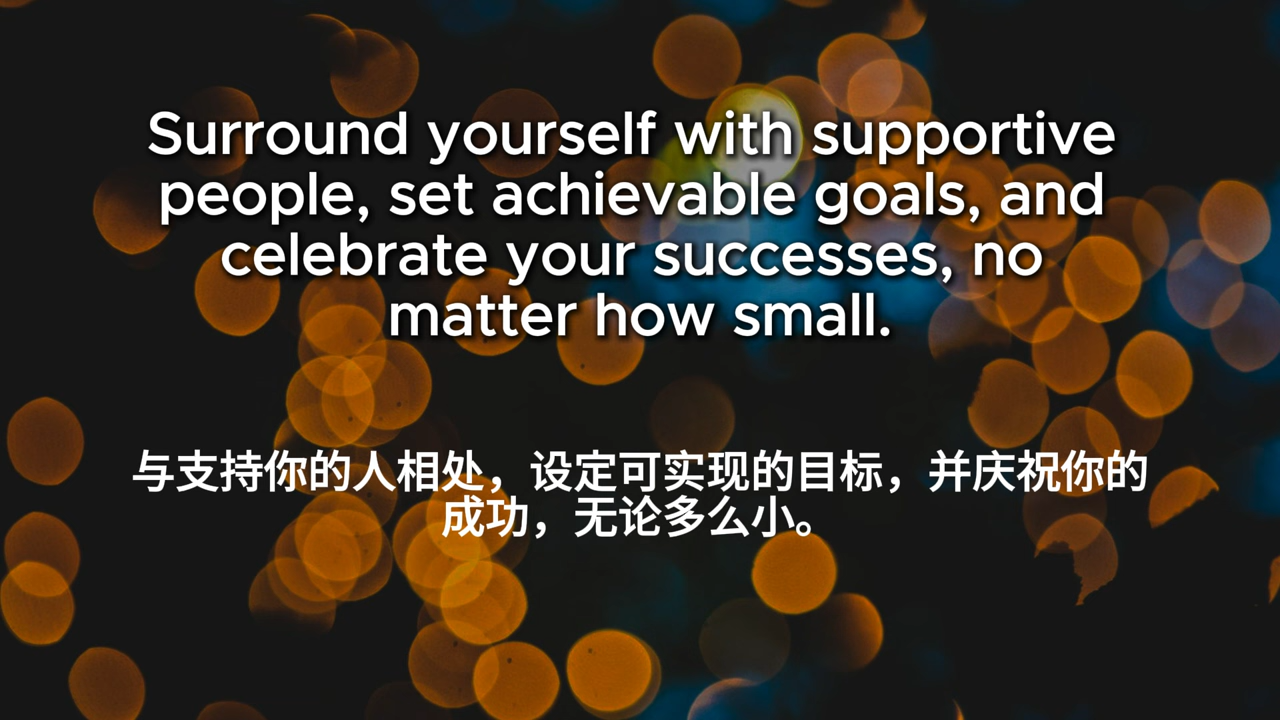 Surround yourself with supportive
people, set achievable goals, and
celebrate your successes, no
matter how small.
与支持你的人相处，设定可实现的目标，并庆祝你的
成功，无论多么小。